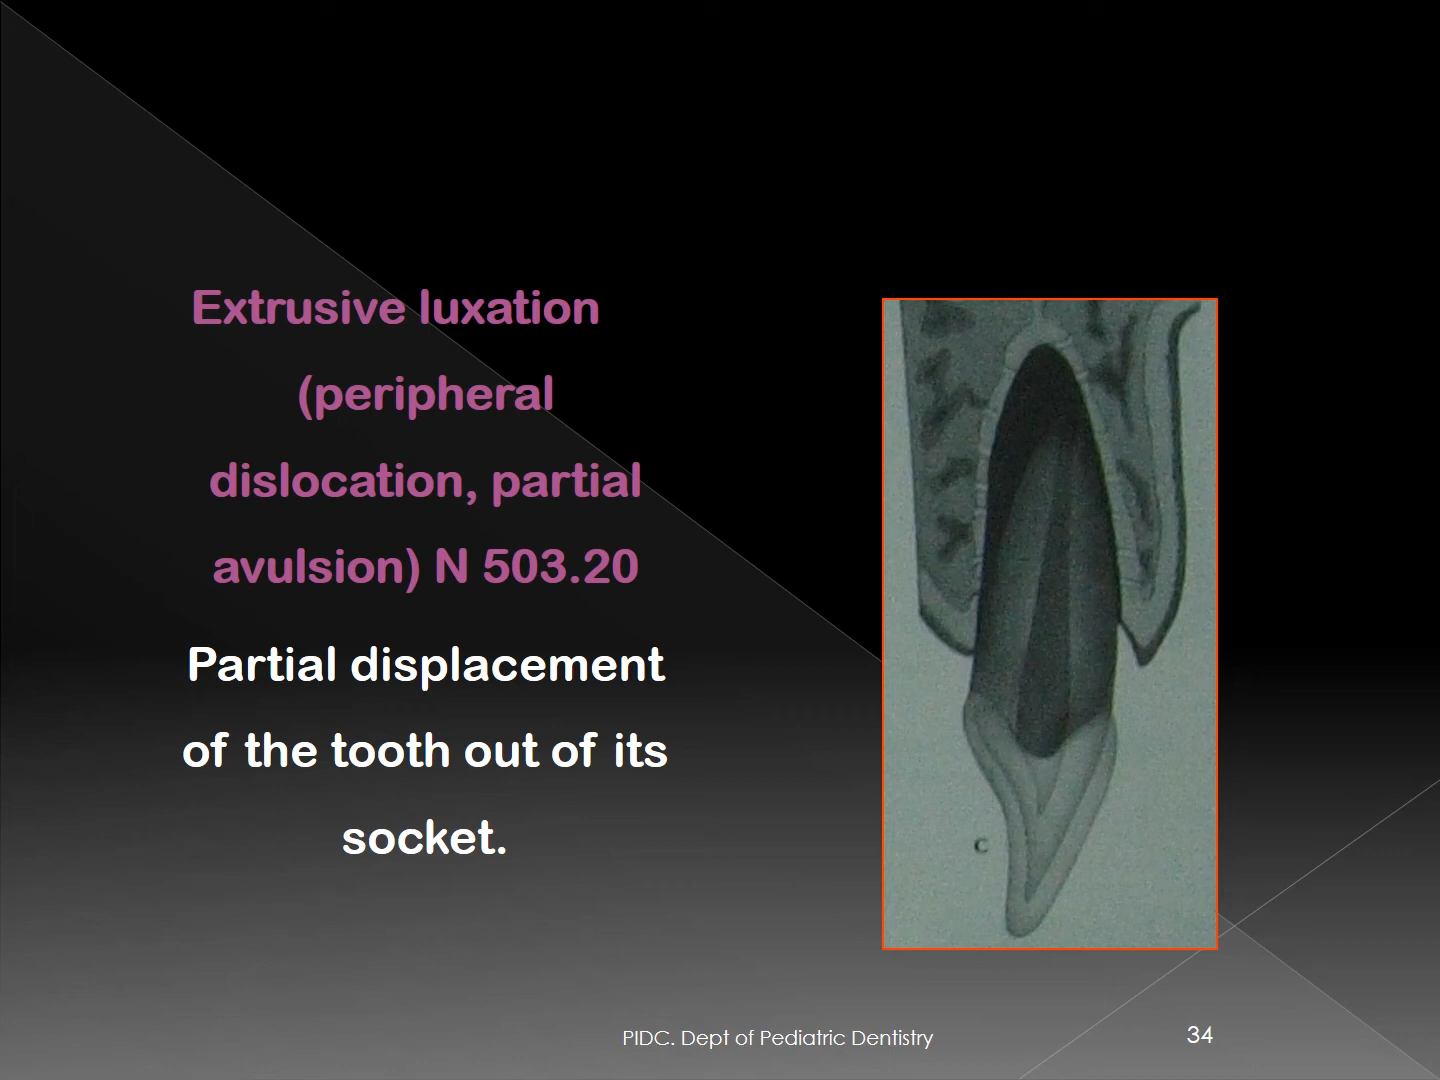 Extrusive luxation
(peripheral
dislocation, partial
avulsion) N 503.20
Partial displacement
of the tooth out of its
socket.
C
PIDC. Dept of Pediatric Dentistry
34